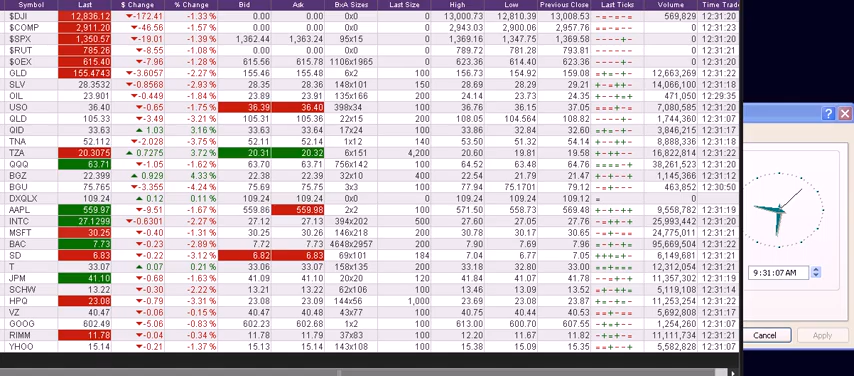 Symbol Last $ Change % Change Bid Ask BxA Sizes Last Size High Low Previous Close Last Ticks Volume Time Trade
$DJI 12,836.12 -172.41 -1.33 % 0.00 0.00 0x0 0 13,000.73 12,810.39 13,008.53 -=-=-= 569,829 12:31:20
$COMP 2,911.20 -46.56 -1.57 % 0.00 0.00 0x0 0 2,943.03 2,900.06 2,957.76 0 12:31:23
$SPX 1,350.57 -19.01 -1.39 % 1,362.44 1,363.24 95x15 0 1,369.16 1,347.75 1,369.58 0 12:31:20
$RUT 785.26 -8.55 -1.08 % 0.00 0.00 0x0 0 789.72 781.28 793.81 0 12:31:21
$OEX 615.40 -7.96 -1.28 % 615.56 615.78 1106x1965 0 623.36 614.40 623.36 0 12:31:20
GLD 155.4743 -3.6057 -2.27 % 155.46 155.48 6x2 100 156.73 154.92 159.08 12,663,269 12:31:22
SLV 28.3532 -0.8568 -2.93 % 28.35 28.36 148x101 150 28.69 28.29 29.21 14,066,100 12:31:18
OIL 23.901 -0.449 -1.84 % 23.89 23.91 135x166 200 24.14 23.73 24.35 471,050 12:29:35
USO 36.40 -0.65 -1.75 % 36.39 36.40 398x34 100 36.76 36.15 37.05 7,080,585 12:31:20
QLD 105.33 -3.49 -3.21 % 105.31 105.36 22x15 200 108.05 104.564 108.82 1,744,360 12:31:07
QID 33.63 1.03 3.16 % 33.63 33.64 17x24 100 33.86 32.84 32.60 3,846,215 12:31:17
TNA 52.112 -2.028 -3.75 % 52.11 52.14 12x8 100 53.50 51.32 54.14 8,888,336 12:31:18
TZA 20.3075 0.7275 3.72 % 20.31 20.32 6x151 4,200 20.60 19.81 19.58 16,822,814 12:31:22
QQQ 63.71 -1.05 -1.62 % 63.70 63.71 756x142 100 64.52 63.48 64.76 38,261,523 12:31:20
BGZ 22.399 0.929 4.33 % 22.38 22.39 32x10 400 22.54 21.79 21.47 1,145,366 12:31:12
BGU 75.765 -3.355 -4.24 % 75.69 75.75 3x3 100 77.94 75.1701 79.12 463,852 12:30:50
DXQLX 109.24 0.12 0.11 % 109.24 109.24 0x0 0 109.24 109.24 109.12 = 0
AAPL 559.97 -9.51 -1.67 % 559.86 559.98 2x2 100 571.50 558.73 569.48 9,558,782 12:31:19
INTC 27.1299 -0.6301 -2.27 % 27.12 27.13 394x202 500 27.60 27.05 27.76 25,993,442 12:31:20
MSFT 30.25 -0.40 -1.31 % 30.25 30.26 146x218 200 30.78 30.17 30.65 24,775,011 12:31:21
BAC 7.73 -0.23 -2.89 % 7.72 7.73 4648x2957 200 7.90 7.69 7.96 95,669,504 12:31:22
SD 6.83 -0.22 -3.12 % 6.82 6.83 69x101 184 7.04 6.77 7.05 6,149,681 12:31:21
T 33.07 0.07 0.21 % 33.06 33.07 158x135 200 33.18 32.80 33.00 12,312,054 12:31:21
JPM 41.10 -0.68 -1.63 % 41.09 41.10 20x20 120 41.84 41.07 41.78 11,357,302 12:31:19
SCHW 13.22 -0.30 -2.22 % 13.21 13.22 62x106 100 13.46 13.09 13.52 5,119,108 12:31:14
HPQ 23.08 -0.79 -3.31 % 23.08 23.09 144x56 1,000 23.69 23.08 23.87 11,253,254 12:31:22
VZ 40.47 -0.06 -0.15 % 40.47 40.48 43x77 100 40.75 40.44 40.53 5,692,808 12:31:17
GOOG 602.49 -5.06 -0.83 % 602.23 602.68 1x2 100 613.00 600.70 607.55 1,254,260 12:31:07
RIMM 11.78 -0.04 -0.34 % 11.78 11.79 37x83 100 12.20 11.67 11.82 11,111,734 12:31:21
YHOO 15.14 -0.21 -1.37 % 15.13 15.14 143x108 100 15.38 15.09 15.35 5,582,828 12:31:07
9:31:07 AM
Cancel Apply